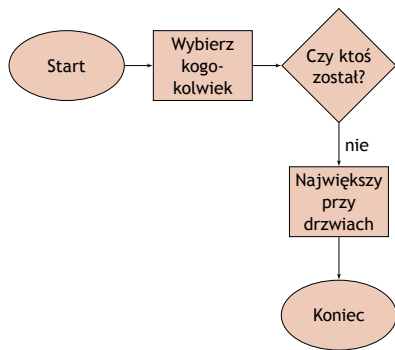 Start
Wybierz
kogo-
kolwiek
Czy ktoś
został?
nie
Największy
przy
drzwiach
Koniec